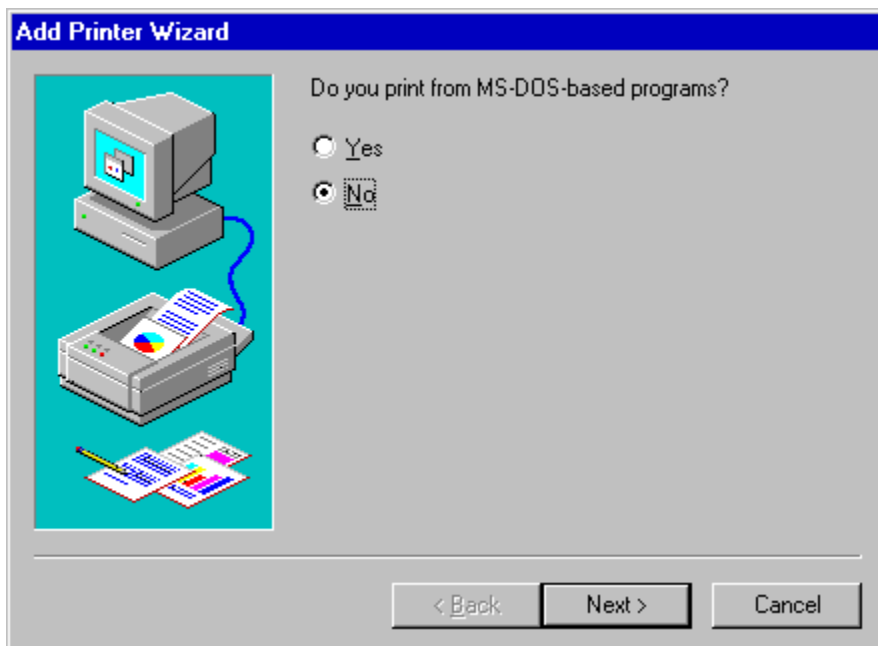 Add Printer Wizard
Do you print from MS-DOS-based programs?
Yes
No
< Back
Next >
Cancel